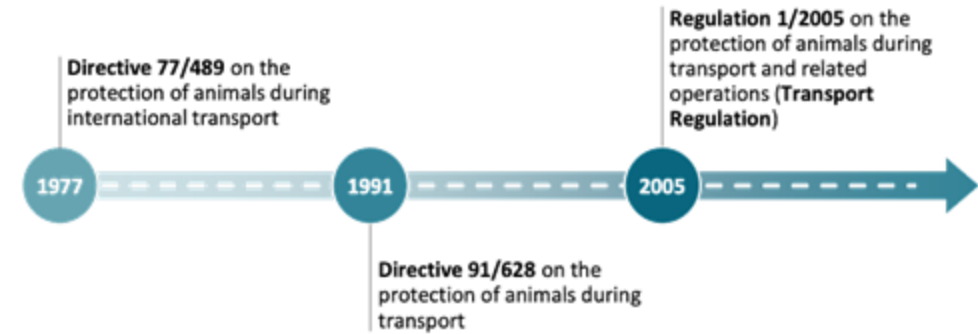 1977
Directive 77/489 on the
protection of animals during
international transport
1991
Directive 91/628 on the
protection of animals during
transport
2005
Regulation 1/2005 on the
protection of animals during
transport and related
operations (Transport
Regulation)